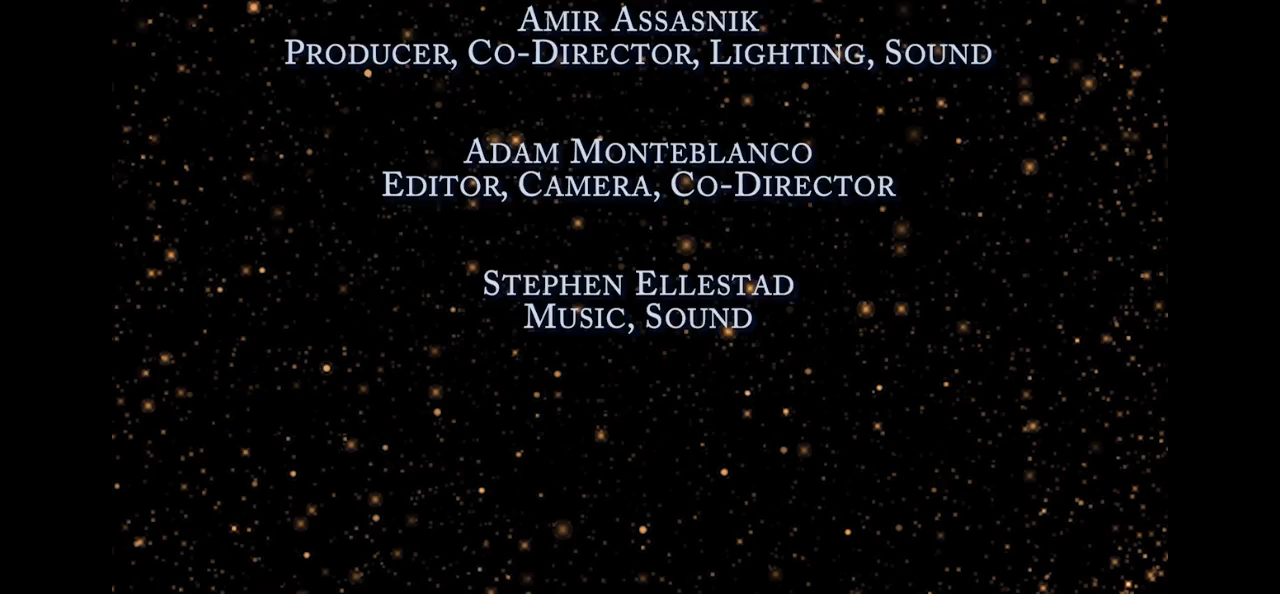 Amir Assasnik
Producer, Co-Director, Lighting, Sound
Adam Monteblanco
Editor, Camera, Co-Director
Stephen Ellestad
Music, Sound